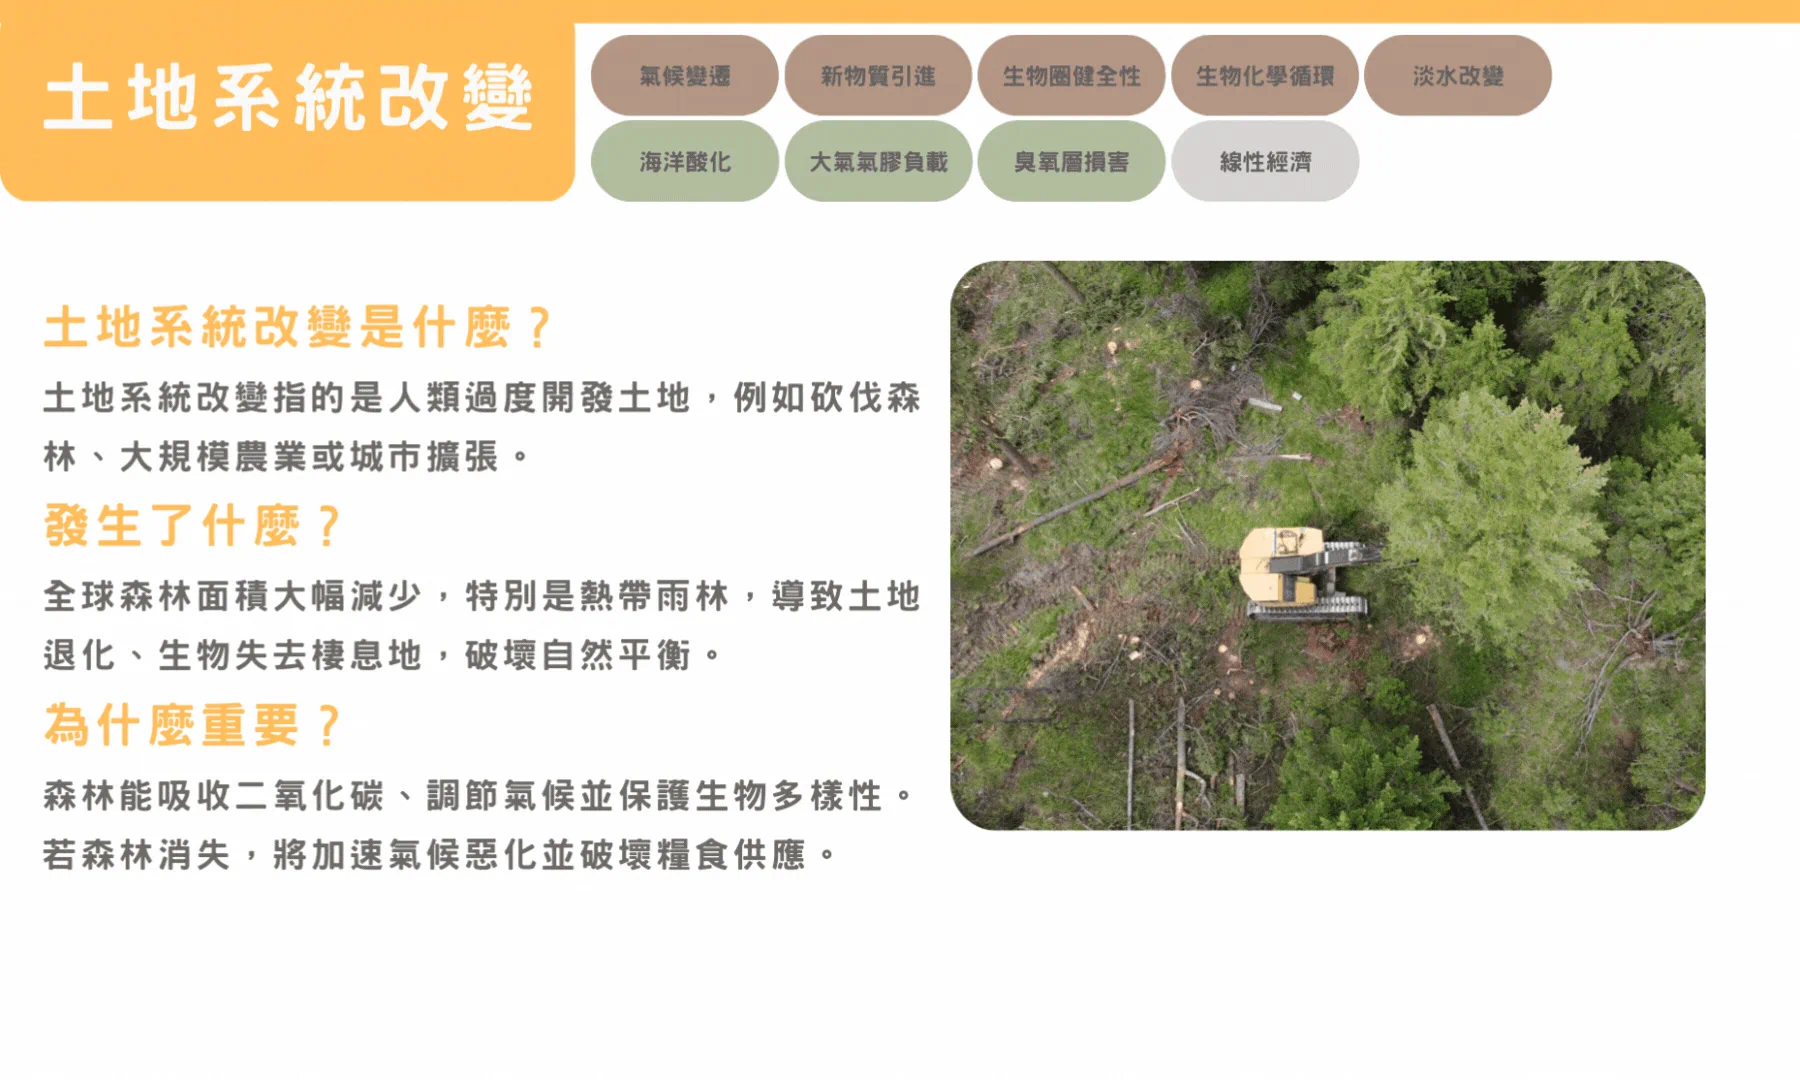 土地系統改變
氣候變遷
新物質引進
生物圈健全性
生物化學循環
淡水改變
海洋酸化
大氣氣膠負載
臭氧層損害
線性經濟
土地系統改變是什麼？
土地系統改變指的是人類過度開發土地，例如砍伐森
林、大規模農業或城市擴張。
發生了什麼？
全球森林面積大幅減少，特別是熱帶雨林，導致土地
退化、生物失去棲息地，破壞自然平衡。
為什麼重要？
森林能吸收二氧化碳、調節氣候並保護生物多樣性。
若森林消失，將加速氣候惡化並破壞糧食供應。